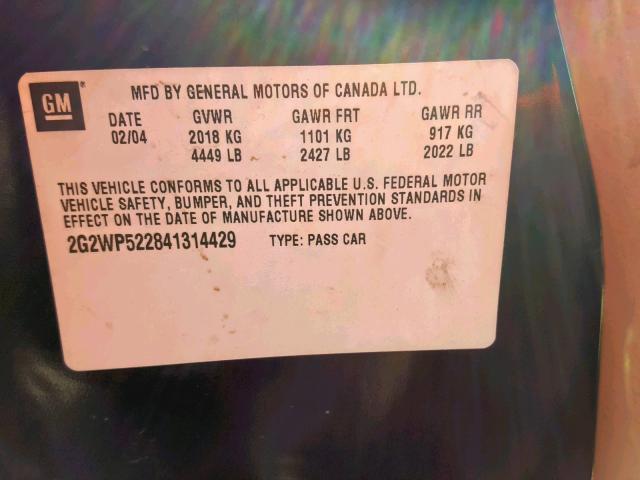 GM®
MFD BY GENERAL MOTORS OF CANADA LTD.
DATE GVWR GAWR FRT GAWR RR
02/04 2018 KG 1101 KG 917 KG
4449 LB 2427 LB 2022 LB
THIS VEHICLE CONFORMS TO ALL APPLICABLE U.S. FEDERAL MOTOR
VEHICLE SAFETY, BUMPER, AND THEFT PREVENTION STANDARDS IN
EFFECT ON THE DATE OF MANUFACTURE SHOWN ABOVE.
2G2WP522841314429 TYPE: PASS CAR